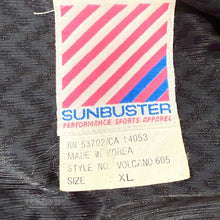 SUNBUSTER
PERFORMANCE SPORTS APPAREL
RN 53702/CA 14053
MADE IN KOREA
STYLE NO: VOLCANO 605
SIZE: XL